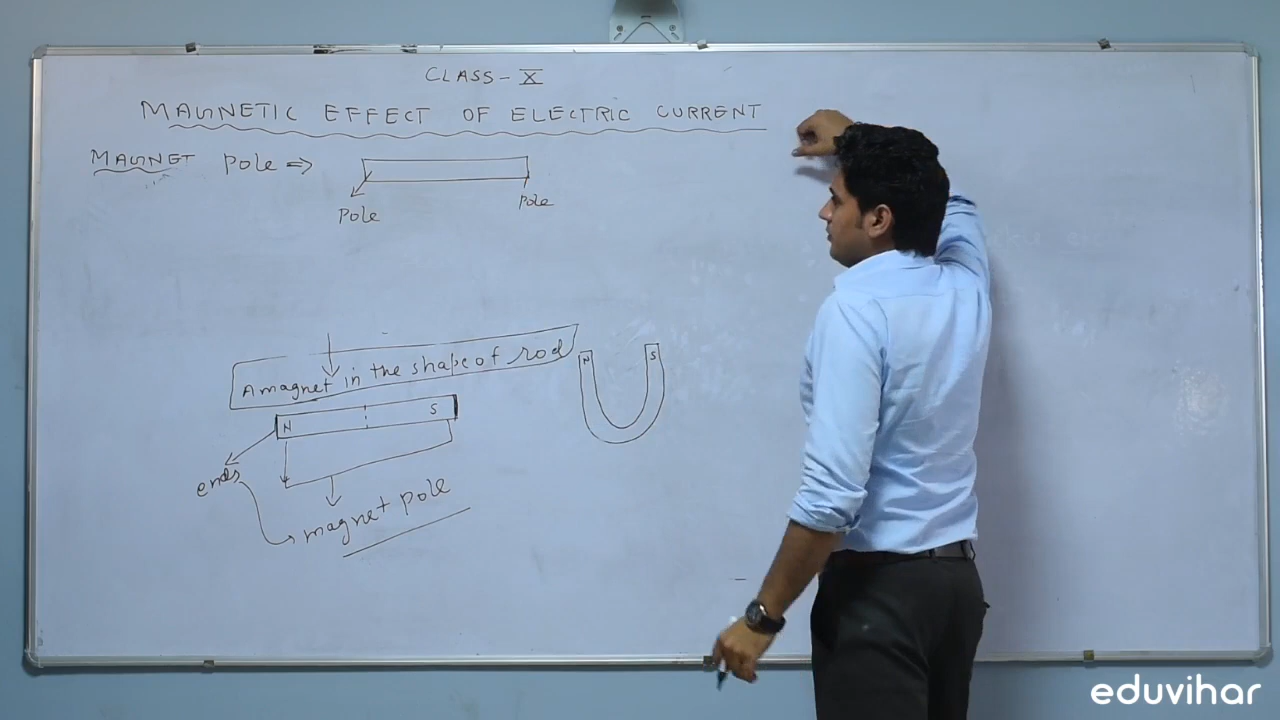 CLASS - X
MAGNETIC EFFECT OF ELECTRIC CURRENT
MAGNET Pole ⇒
Pole
Pole
A magnet in the shape of rod
N S
N S
ends
magnet pole
eduvihar